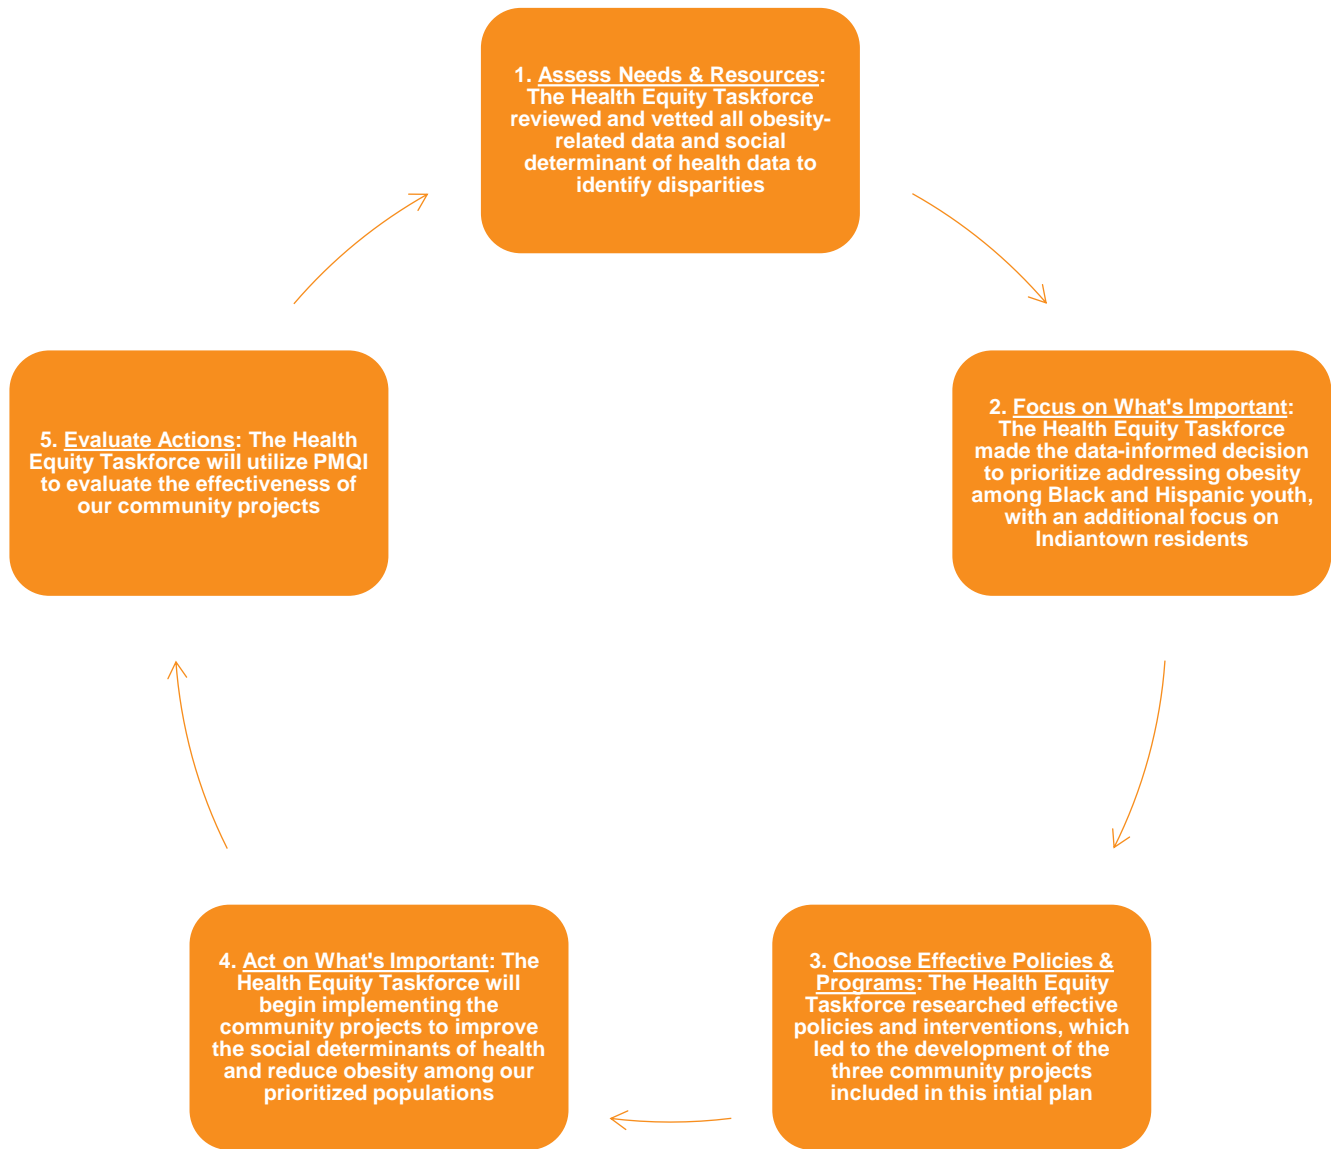 1. Assess Needs & Resources:
The Health Equity Taskforce
reviewed and vetted all obesity-
related data and social
determinant of health data to
identify disparities
2. Focus on What's Important:
The Health Equity Taskforce
made the data-informed decision
to prioritize addressing obesity
among Black and Hispanic youth,
with an additional focus on
Indiantown residents
3. Choose Effective Policies &
Programs: The Health Equity
Taskforce researched effective
policies and interventions, which
led to the development of the
three community projects
included in this intial plan
4. Act on What's Important: The
Health Equity Taskforce will
begin implementing the
community projects to improve
the social determinants of health
and reduce obesity among our
prioritized populations
5. Evaluate Actions: The Health
Equity Taskforce will utilize PMQI
to evaluate the effectiveness of
our community projects